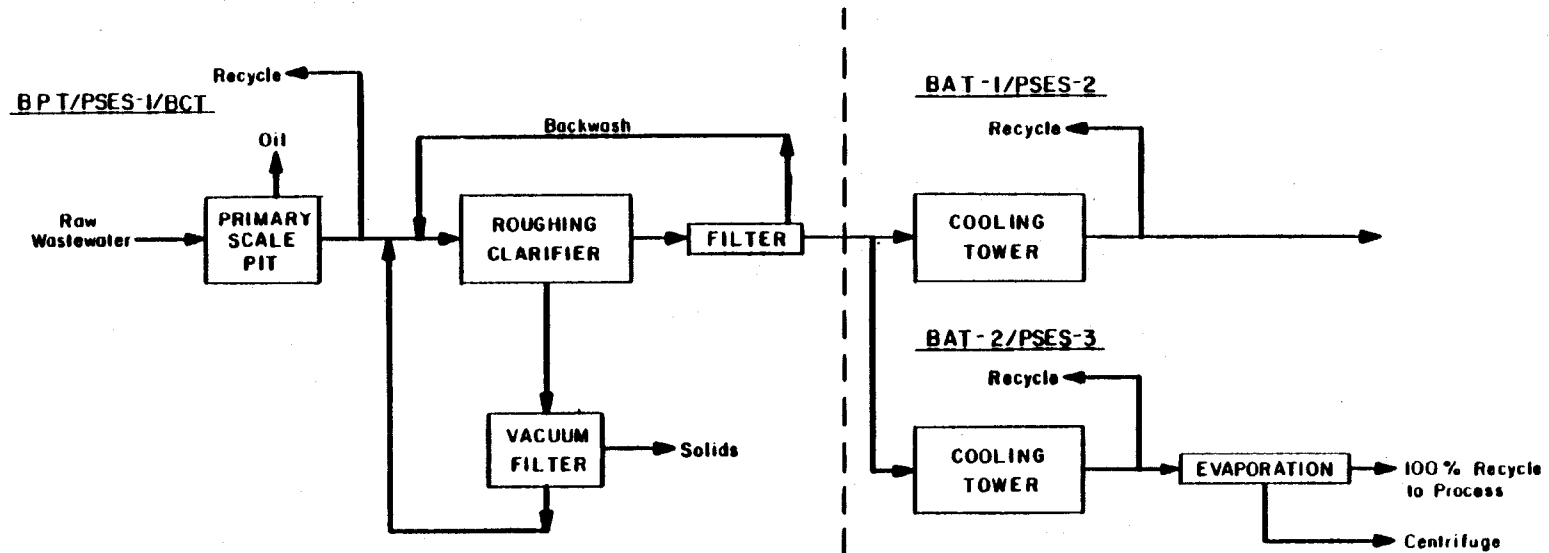 Recycle
BPT/PSES-1/BCT
Oil
Raw
Wastewater
PRIMARY
SCALE
PIT
Backwash
ROUGHING
CLARIFIER
FILTER
VACUUM
FILTER
Solids
BAT-1/PSES-2
Recycle
COOLING
TOWER
BAT-2/PSES-3
Recycle
COOLING
TOWER
EVAPORATION
100% Recycle
to Process
Centrifuge